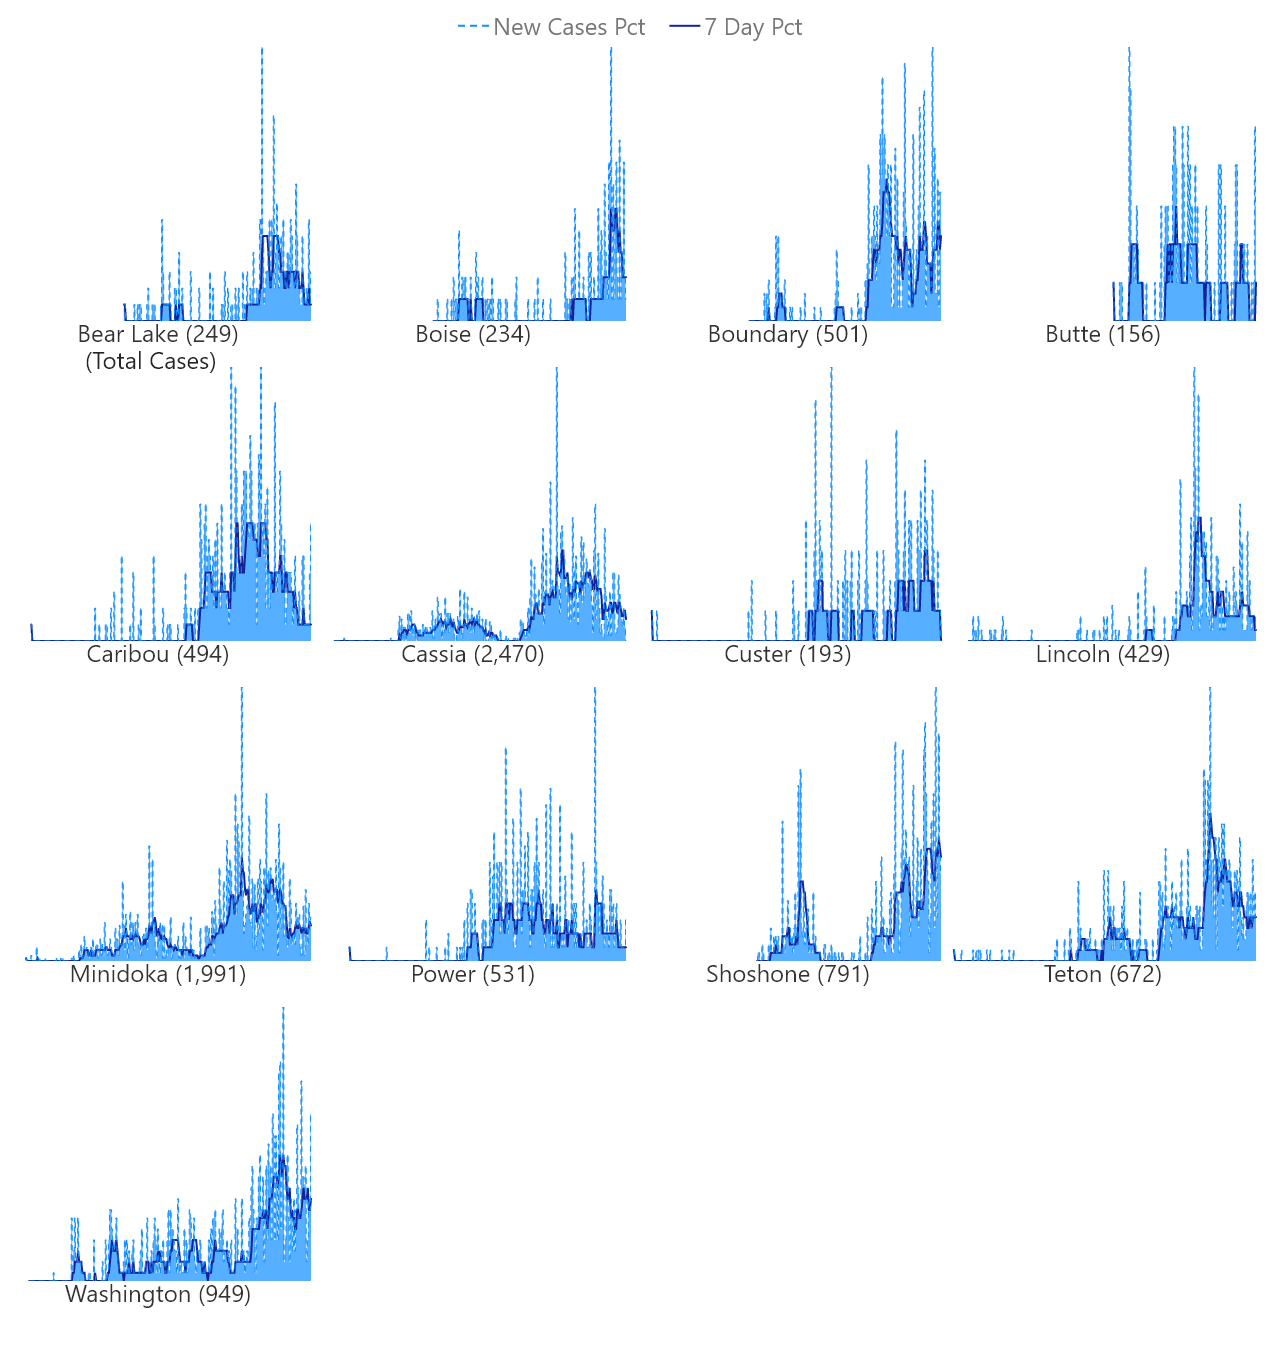 New Cases Pct 7 Day Pct
Bear Lake (249) Boise (234) Boundary (501) Butte (156)
(Total Cases)
Caribou (494) Cassia (2,470) Custer (193) Lincoln (429)
Minidoka (1,991) Power (531) Shoshone (791) Teton (672)
Washington (949)